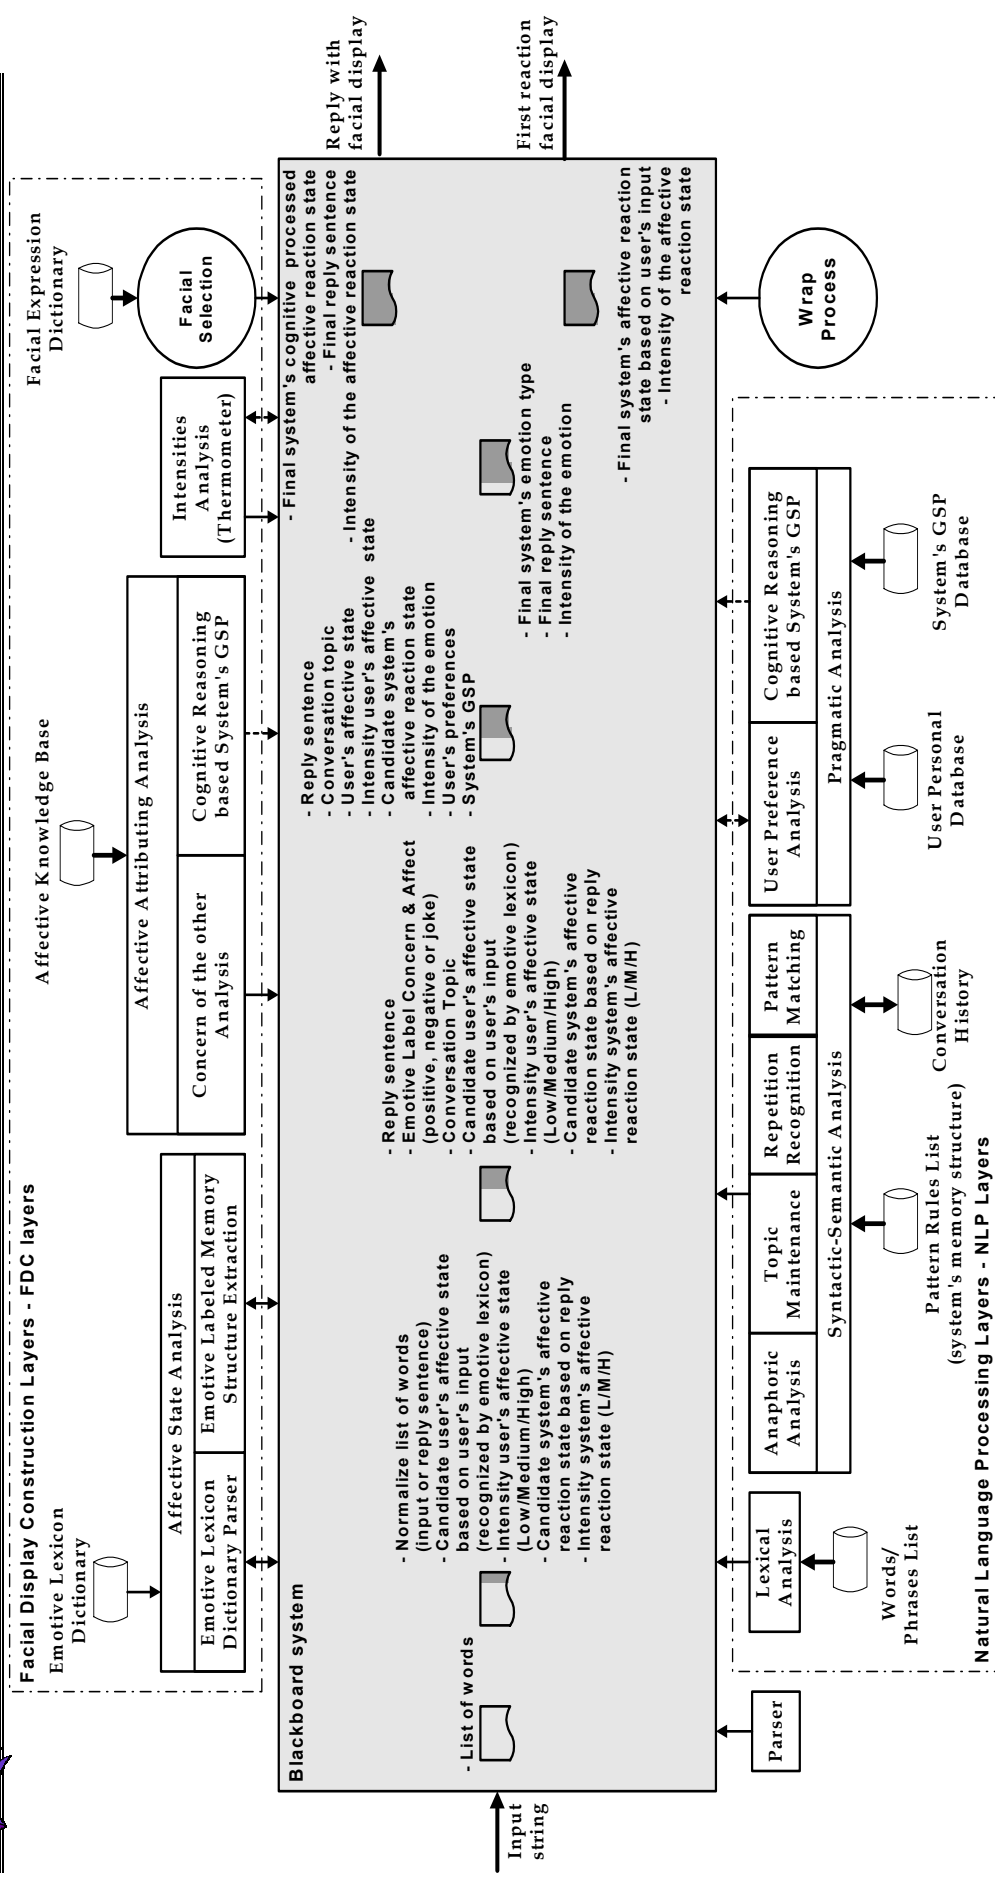 Facial Display Construction Layers - FDC layers
Emotive Lexicon
Dictionary
Affective Knowledge Base
Facial Expression
Dictionary
Affective State Analysis
Emotive Lexicon
Dictionary Parser
Emotive Labeled Memory
Structure Extraction
Affective Attributing Analysis
Concern of the other
Analysis
Cognitive Reasoning
based System's GSP
Intensities
Analysis
(Thermometer)
Facial
Selection
Blackboard system
Input
string
- List of words
- Normalize list of words
(input or reply sentence)
- Candidate user's affective state
based on user's input
(recognized by emotive lexicon)
- Intensity user's affective state
(Low/Medium/High)
- Candidate system's affective
reaction state based on reply
- Intensity system's affective
reaction state (L/M/H)
- Reply sentence
- Emotive Label Concern & Affect
(positive, negative or joke)
- Conversation Topic
- Candidate user's affective state
based on user's input
(recognized by emotive lexicon)
- Intensity user's affective state
(Low/Medium/High)
- Candidate system's affective
reaction state based on reply
- Intensity system's affective
reaction state (L/M/H)
- Reply sentence
- Conversation topic
- User's affective state
- Intensity user's affective state
- Candidate system's
affective reaction state
- Intensity of the emotion
- User's preferences
- System's GSP
- Final system's emotion type
- Final reply sentence
- Intensity of the emotion
- Final system's cognitive processed
affective reaction state
- Final reply sentence
- Intensity of the affective reaction state
- Final system's affective reaction
state based on user's input
- Intensity of the affective
reaction state
Reply with
facial display
First reaction
facial display
Parser
Lexical
Analysis
Words/
Phrases List
Anaphoric
Analysis
Topic
Maintenance
Repetition
Recognition
Pattern
Matching
Syntactic-Semantic Analysis
Pattern Rules List
(system's memory structure)
Conversation
History
User Preference
Analysis
Cognitive Reasoning
based System's GSP
Pragmatic Analysis
User Personal
Database
System's GSP
Database
Wrap
Process
Natural Language Processing Layers - NLP Layers